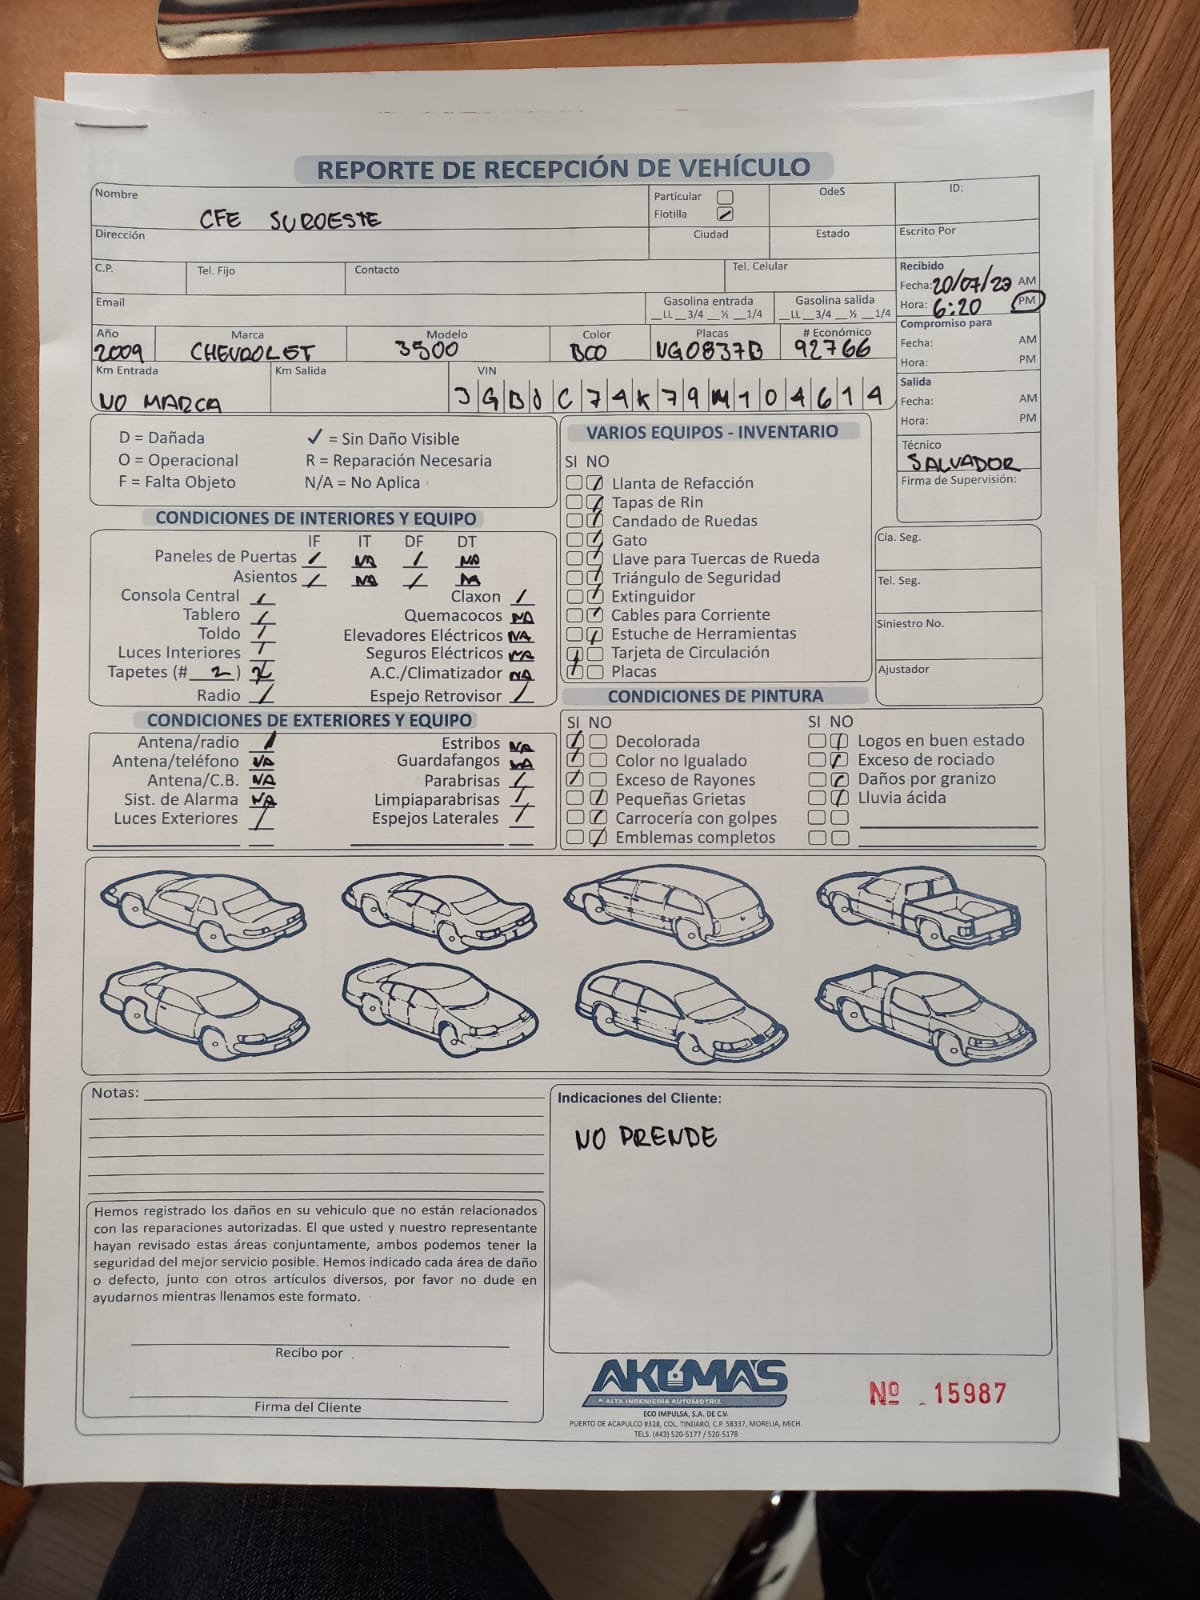 REPORTE DE RECEPCIÓN DE VEHÍCULO
Nombre
CFE SUROESTE
Particular
Flotilla
OdeS
ID:
Dirección
Ciudad
Estado
Escrito Por
C.P.
Tel. Fijo
Contacto
Tel. Celular
Recibido
Fecha: 20/07/23 AM
Hora: 6:20 PM
Email
Gasolina entrada
__LL __3/4 __½ __1/4
Gasolina salida
__LL __3/4 __½ __1/4
Compromiso para
Fecha: AM
Hora: PM
Año
2009
Marca
CHEVROLET
Modelo
3500
Color
BCO
Placas
VG0837B
# Económico
92766
Km Entrada
NO MARCA
Km Salida
VIN
3GBJC74K79M104614
Salida
Fecha: AM
Hora: PM
Técnico
SALVADOR
Firma de Supervisión:
D = Dañada
✓ = Sin Daño Visible
O = Operacional
R = Reparación Necesaria
F = Falta Objeto
N/A = No Aplica
CONDICIONES DE INTERIORES Y EQUIPO
IF IT DF DT
Paneles de Puertas ✓ NA ✓ NA
Asientos ✓ NA ✓ NA
Consola Central ✓
Claxon ✓
Tablero ✓
Quemacocos NA
Toldo ✓
Elevadores Eléctricos NA
Luces Interiores ✓
Seguros Eléctricos NA
Tapetes (# 2 )
A.C./Climatizador NA
Radio ✓
Espejo Retrovisor ✓
VARIOS EQUIPOS - INVENTARIO
SI NO
Llanta de Refacción
Tapas de Rin
Candado de Ruedas
Gato
Llave para Tuercas de Rueda
Triángulo de Seguridad
Extinguidor
Cables para Corriente
Estuche de Herramientas
Tarjeta de Circulación
Placas
Cía. Seg.
Tel. Seg.
Siniestro No.
Ajustador
CONDICIONES DE EXTERIORES Y EQUIPO
Antena/radio ✓
Estribos NA
Antena/teléfono NA
Guardafangos NA
Antena/C.B. NA
Parabrisas ✓
Sist. de Alarma NA
Limpiaparabrisas ✓
Luces Exteriores ✓
Espejos Laterales ✓
CONDICIONES DE PINTURA
SI NO
Decolorada
Color no Igualado
Exceso de Rayones
Pequeñas Grietas
Carrocería con golpes
Emblemas completos
SI NO
Logos en buen estado
Exceso de rociado
Daños por granizo
Lluvia ácida
Notas:
Indicaciones del Cliente:
NO PRENDE
Hemos registrado los daños en su vehiculo que no están relacionados
con las reparaciones autorizadas. El que usted y nuestro representante
hayan revisado estas áreas conjuntamente, ambos podemos tener la
seguridad del mejor servicio posible. Hemos indicado cada área de daño
o defecto, junto con otros artículos diversos, por favor no dude en
ayudarnos mientras llenamos este formato.
Recibo por
Firma del Cliente
AKUMA'S
ALTA INGENIERÍA AUTOMOTRIZ
ECO IMPULSA, S.A. DE C.V.
PUERTO DE ACAPULCO #328, COL. TINIJARO, C.P. 58337, MORELIA, MICH.
TELS. (443) 520-5177 / 520-5178
Nº 15987